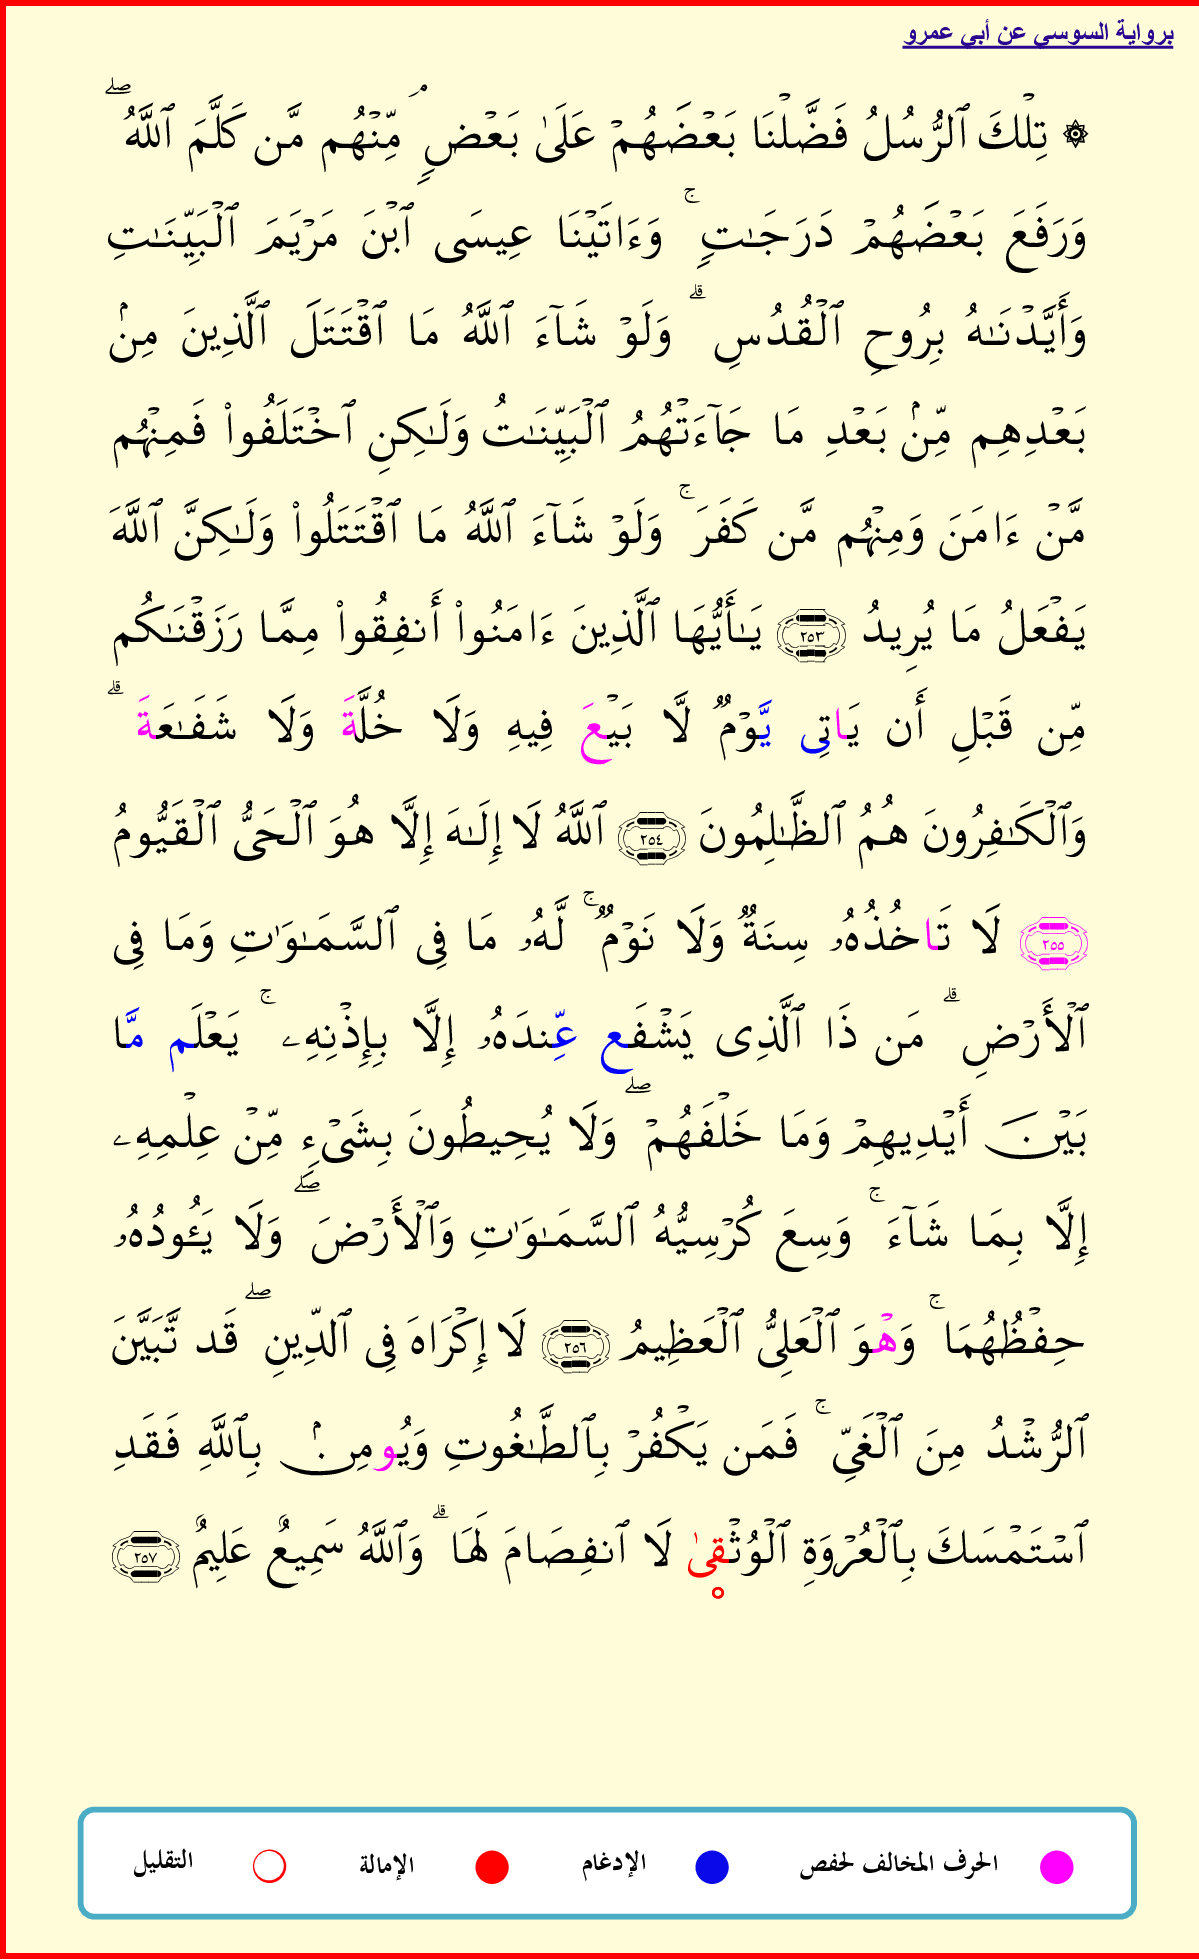 برواية السوسي عن أبي عمرو
۞ تِلۡكَ ٱلرُّسُلُ فَضَّلۡنَا بَعۡضَهُمۡ عَلَىٰ بَعۡضٖۘ مِّنۡهُم مَّن كَلَّمَ ٱللَّهُۖ
وَرَفَعَ بَعۡضَهُمۡ دَرَجَٰتٖۚ وَءَاتَيۡنَا عِيسَى ٱبۡنَ مَرۡيَمَ ٱلۡبَيِّنَٰتِ
وَأَيَّدۡنَٰهُ بِرُوحِ ٱلۡقُدُسِۗ وَلَوۡ شَآءَ ٱللَّهُ مَا ٱقۡتَتَلَ ٱلَّذِينَ مِنۢ
بَعۡدِهِم مِّنۢ بَعۡدِ مَا جَآءَتۡهُمُ ٱلۡبَيِّنَٰتُ وَلَٰكِنِ ٱخۡتَلَفُواْ فَمِنۡهُم
مَّنۡ ءَامَنَ وَمِنۡهُم مَّن كَفَرَۚ وَلَوۡ شَآءَ ٱللَّهُ مَا ٱقۡتَتَلُواْ وَلَٰكِنَّ ٱللَّهَ
يَفۡعَلُ مَا يُرِيدُ ٢٥٣ يَٰٓأَيُّهَا ٱلَّذِينَ ءَامَنُواْ أَنفِقُواْ مِمَّا رَزَقۡنَٰكُم
مِّن قَبۡلِ أَن يَاتِى يَّوۡمٞ لَّا بَيۡعَ فِيهِ وَلَا خُلَّةَ وَلَا شَفَٰعَةَۗ
وَٱلۡكَٰفِرُونَ هُمُ ٱلظَّٰلِمُونَ ٢٥٤ ٱللَّهُ لَا إِلَٰهَ إِلَّا هُوَ ٱلۡحَىُّ ٱلۡقَيُّومُ
٢٥٥ لَا تَاخُذُهُۥ سِنَةٞ وَلَا نَوۡمٞۚ لَّهُۥ مَا فِى ٱلسَّمَٰوَٰتِ وَمَا فِى
ٱلۡأَرۡضِۗ مَن ذَا ٱلَّذِى يَشۡفَع عِّندَهُۥ إِلَّا بِإِذۡنِهِۦۚ يَعۡلَم مَّا
بَيۡنَ أَيۡدِيهِمۡ وَمَا خَلۡفَهُمۡۖ وَلَا يُحِيطُونَ بِشَىۡءٖ مِّنۡ عِلۡمِهِۦ
إِلَّا بِمَا شَآءَۚ وَسِعَ كُرۡسِيُّهُ ٱلسَّمَٰوَٰتِ وَٱلۡأَرۡضَۖ وَلَا يَـُٔودُهُۥ
حِفۡظُهُمَاۚ وَهۡوَ ٱلۡعَلِىُّ ٱلۡعَظِيمُ ٢٥٦ لَا إِكۡرَاهَ فِى ٱلدِّينِۖ قَد تَّبَيَّنَ
ٱلرُّشۡدُ مِنَ ٱلۡغَىِّۚ فَمَن يَكۡفُرۡ بِٱلطَّٰغُوتِ وَيُومِنۢ بِٱللَّهِ فَقَدِ
ٱسۡتَمۡسَكَ بِٱلۡعُرۡوَةِ ٱلۡوُثۡقىٰ لَا ٱنفِصَامَ لَهَاۗ وَٱللَّهُ سَمِيعٌ عَلِيمٌ ٢٥٧
الحرف المخالف لحفص الإدغام الإمالة التقليل